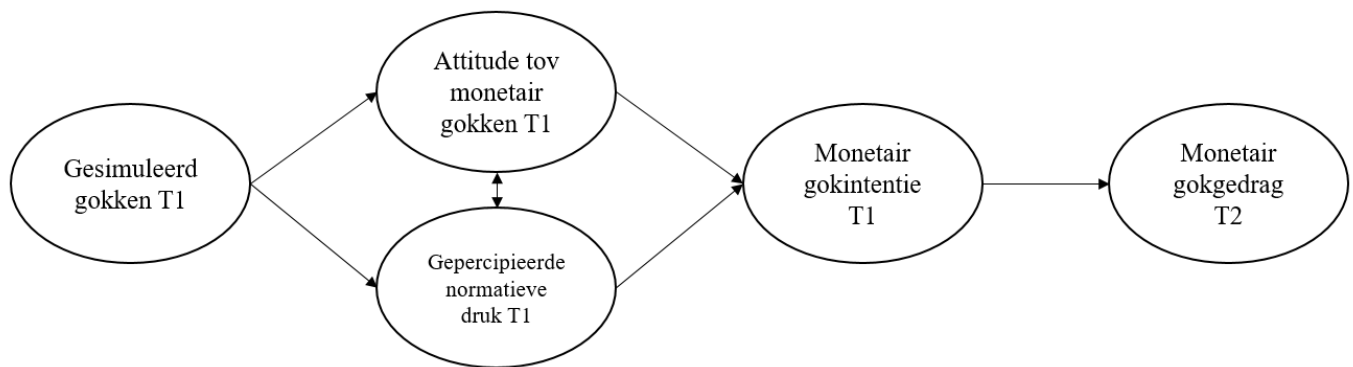 Gesimuleerd
gokken T1
Attitude tov
monetair
gokken T1
Gepercipieerde
normatieve
druk T1
Monetair
gokintentie
T1
Monetair
gokgedrag
T2